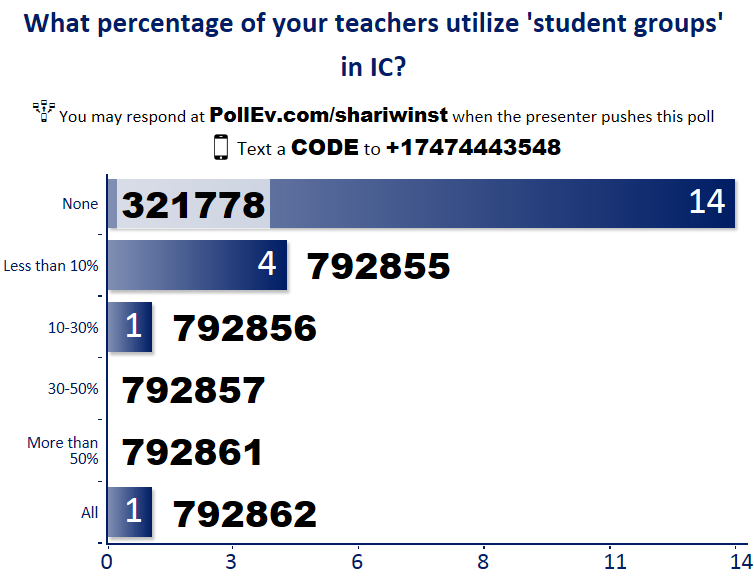 What percentage of your teachers utilize 'student groups'
in IC?
You may respond at PollEv.com/shariwinst when the presenter pushes this poll
Text a CODE to +17474443548
None 321778 14
Less than 10% 4 792855
10-30% 1 792856
30-50% 792857
More than
50% 792861
All 1 792862
0 3 6 8 11 14